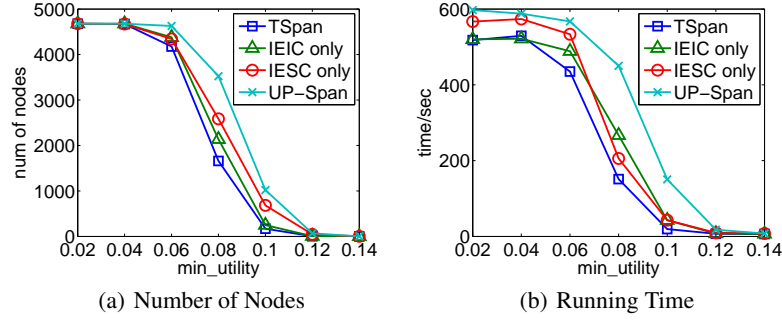 5000
4000
3000
2000
1000
0
num of nodes
TSpan
IEIC only
IESC only
UP-Span
0.02 0.04 0.06 0.08 0.1 0.12 0.14
min_utility
(a) Number of Nodes
600
400
200
0
time/sec
TSpan
IEIC only
IESC only
UP-Span
0.02 0.04 0.06 0.08 0.1 0.12 0.14
min_utility
(b) Running Time